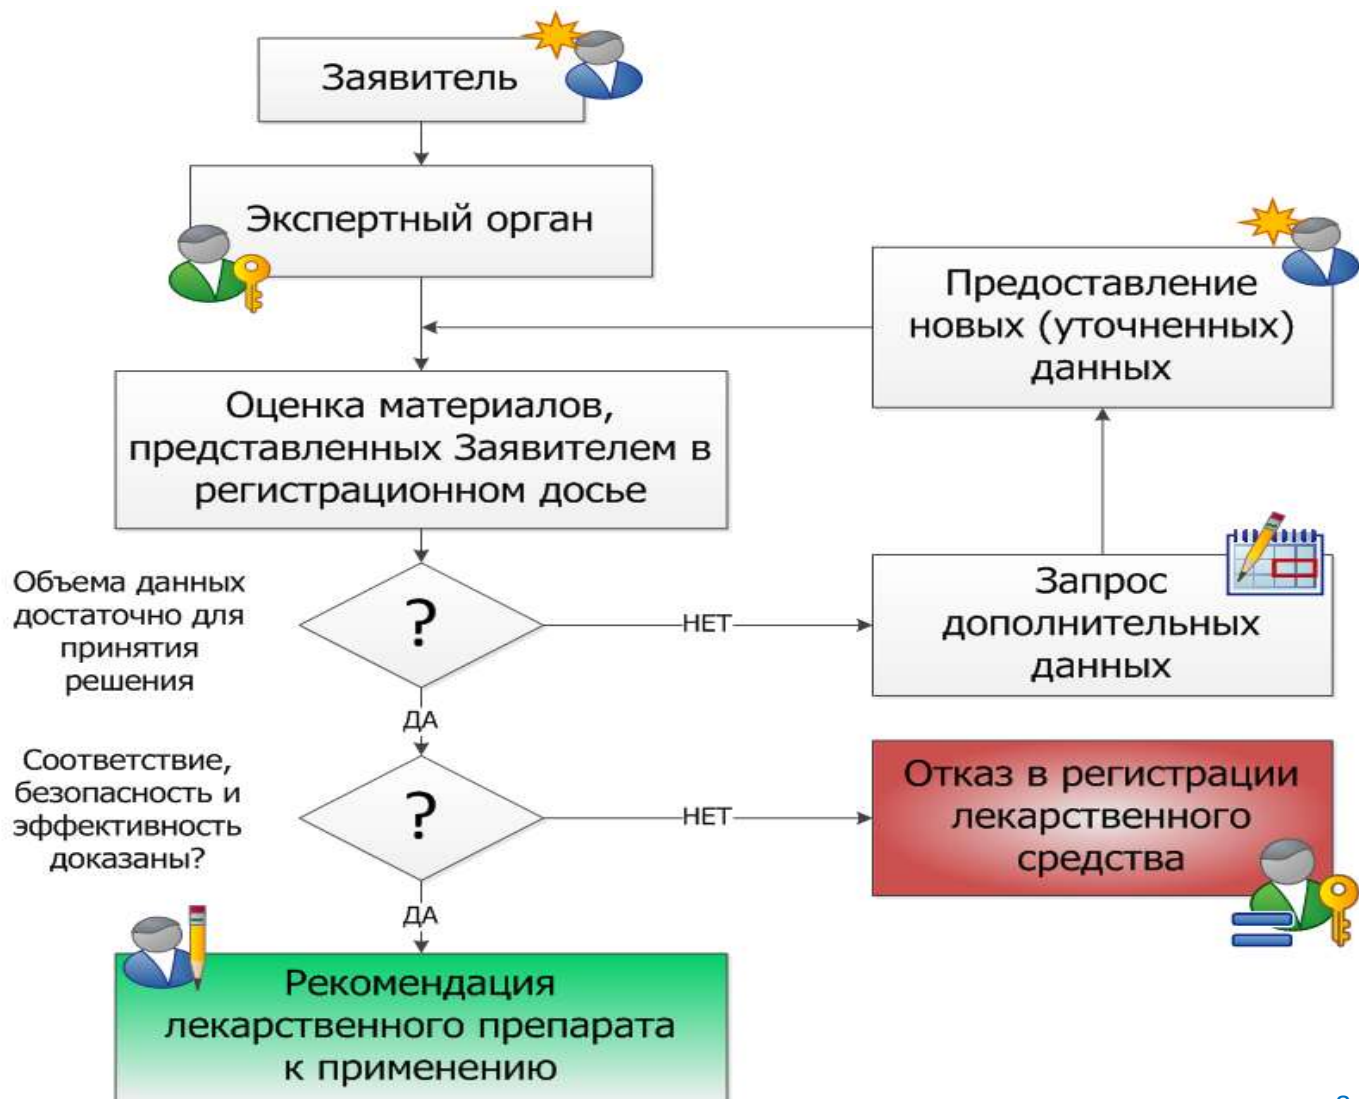 Заявитель
Экспертный орган
Предоставление
новых (уточненных)
данных
Оценка материалов,
представленных Заявителем в
регистрационном досье
Объема данных
достаточно для
принятия
решения
?
НЕТ
Запрос
дополнительных
данных
ДА
Соответствие,
безопасность и
эффективность
доказаны?
?
НЕТ
Отказ в регистрации
лекарственного
средства
ДА
Рекомендация
лекарственного препарата
к применению